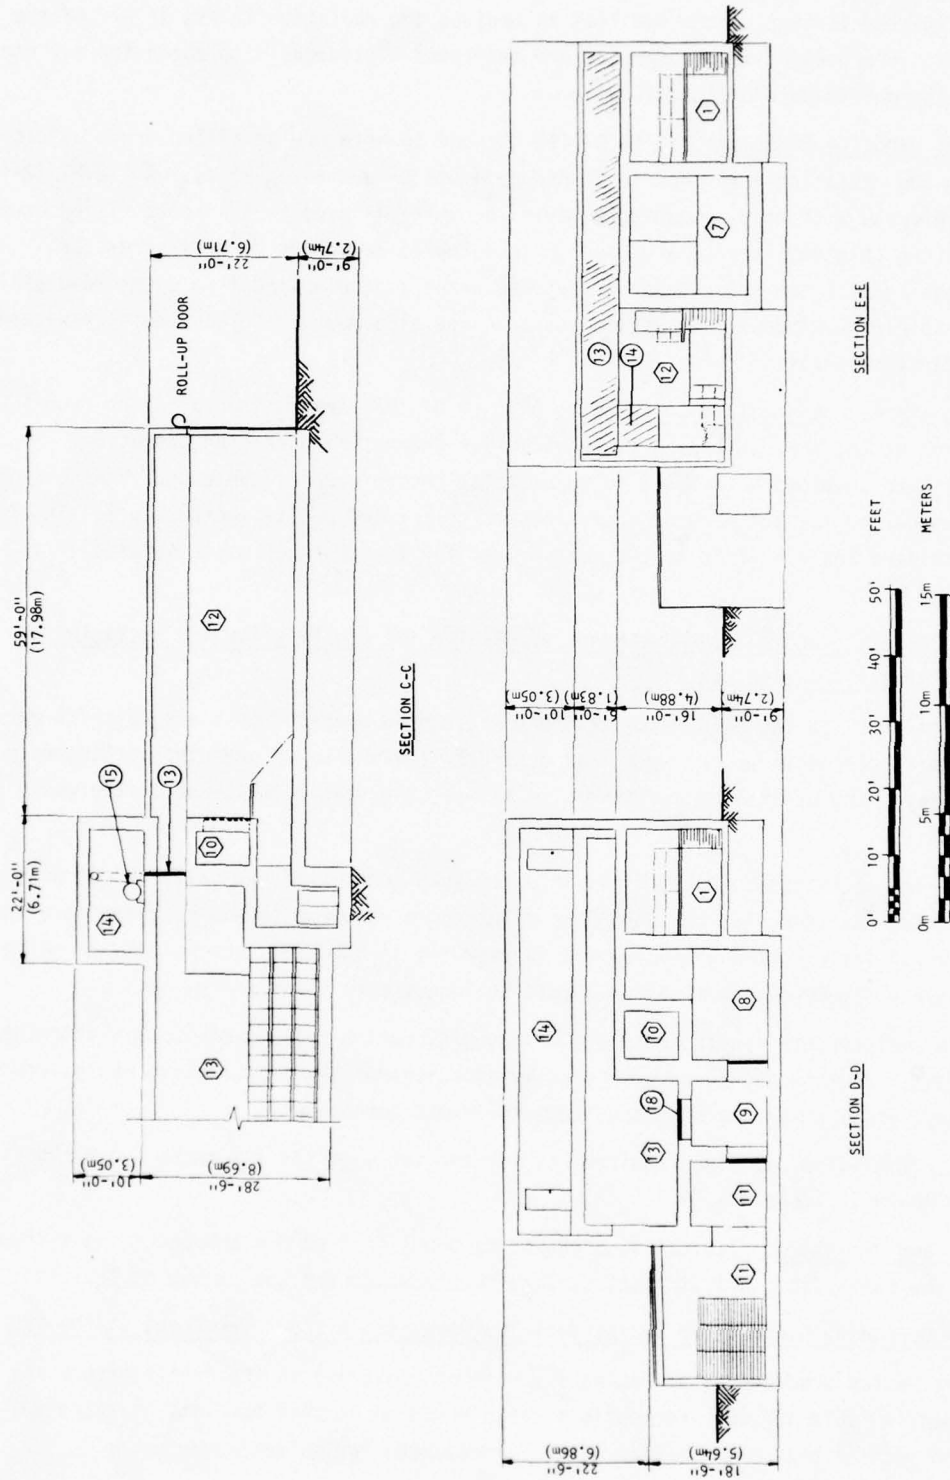 22'-0"
(6.71m)
59'-0"
(17.98m)
10'-0"
(3.05m)
28'-6"
(8.69m)
14
15
13
13
10
12
ROLL-UP DOOR
22'-0"
(6.71m)
9'-0"
(2.74m)
SECTION C-C
22'-6"
(6.86m)
18'-6"
(5.64m)
14
13
10
18
11
11
9
8
1
SECTION D-D
10'-0"
(3.05m)
6'-0"
(1.83m)
16'-0"
(4.88m)
9'-0"
(2.74m)
13
14
12
7
1
SECTION E-E
0' 10' 20' 30' 40' 50' FEET
0m 5m 10m 15m METERS